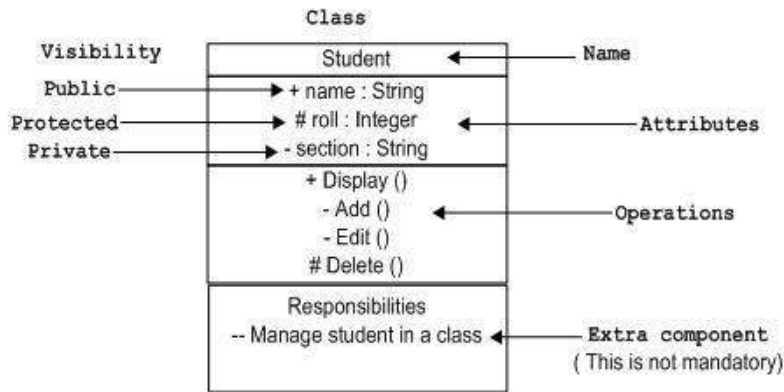 Class
Visibility
Student
Name
Public
+ name : String
Protected
# roll : Integer
Attributes
Private
- section : String
+ Display ()
- Add ()
Operations
- Edit ()
# Delete ()
Responsibilities
-- Manage student in a class
Extra component
( This is not mandatory)